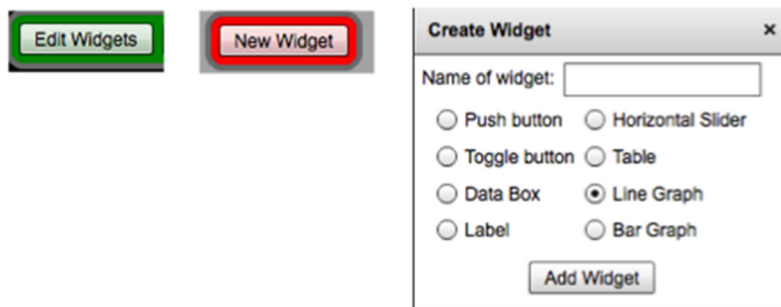 Edit Widgets
New Widget
Create Widget ×
Name of widget:
Push button Horizontal Slider
Toggle button Table
Data Box Line Graph
Label Bar Graph
Add Widget